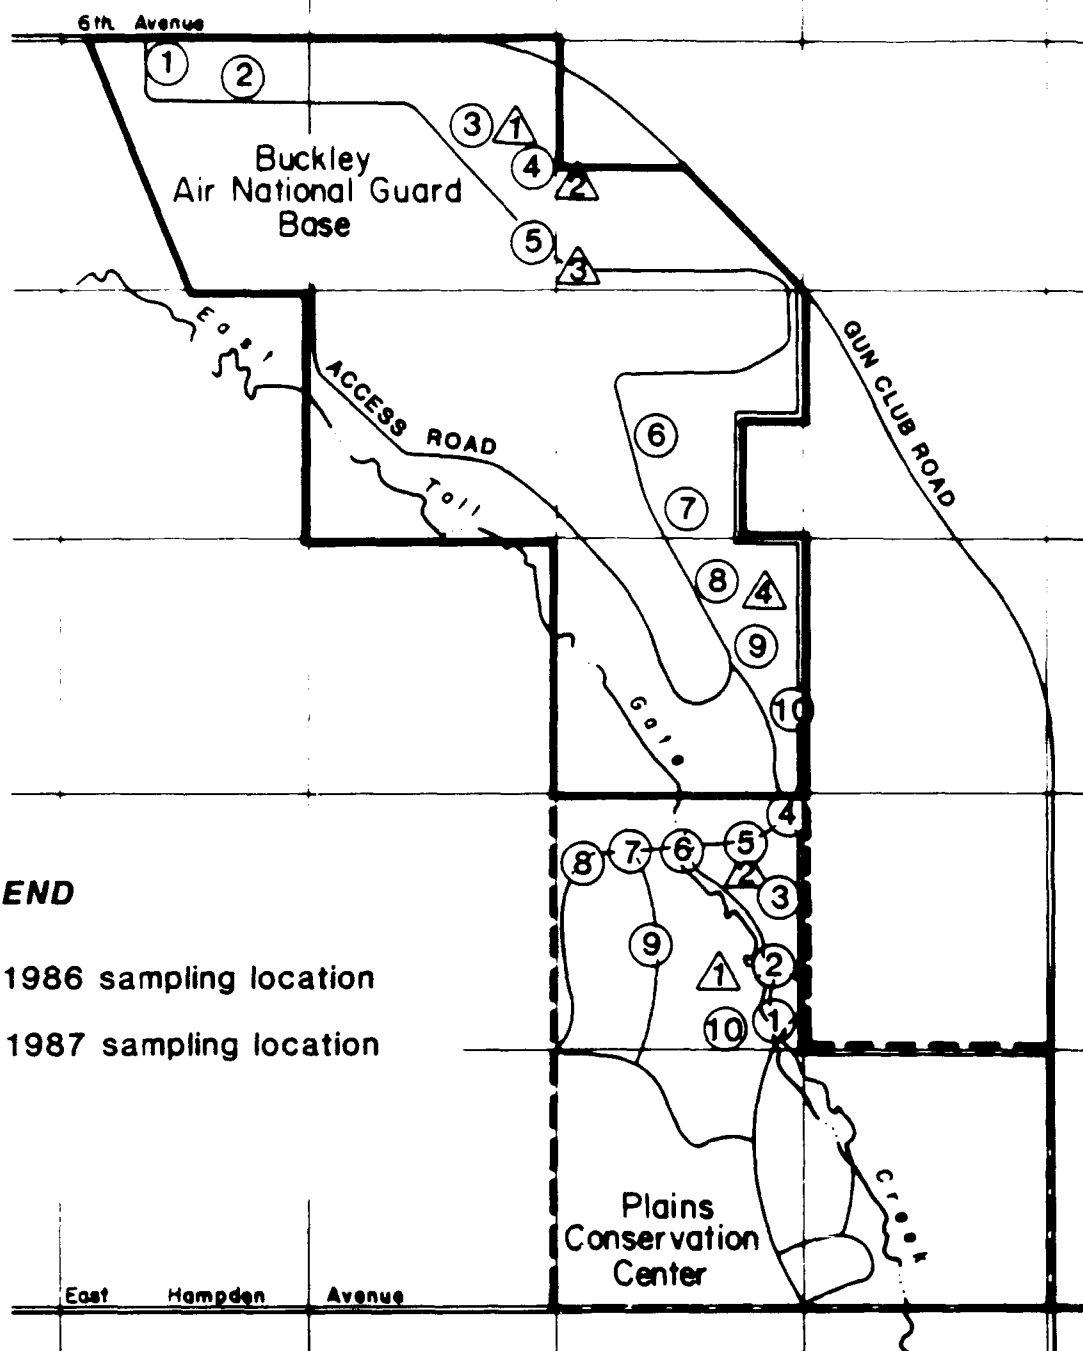 6th Avenue
1
2
3
1
4
2
Buckley
Air National Guard
Base
5
3
East
ACCESS ROAD
GUN CLUB ROAD
6
Toll
7
8
4
9
Gate
10
4
5
6
7
8
2
3
END
9
1
2
1986 sampling location
10
1
1987 sampling location
Creek
Plains
Conservation
Center
East Hampden Avenue